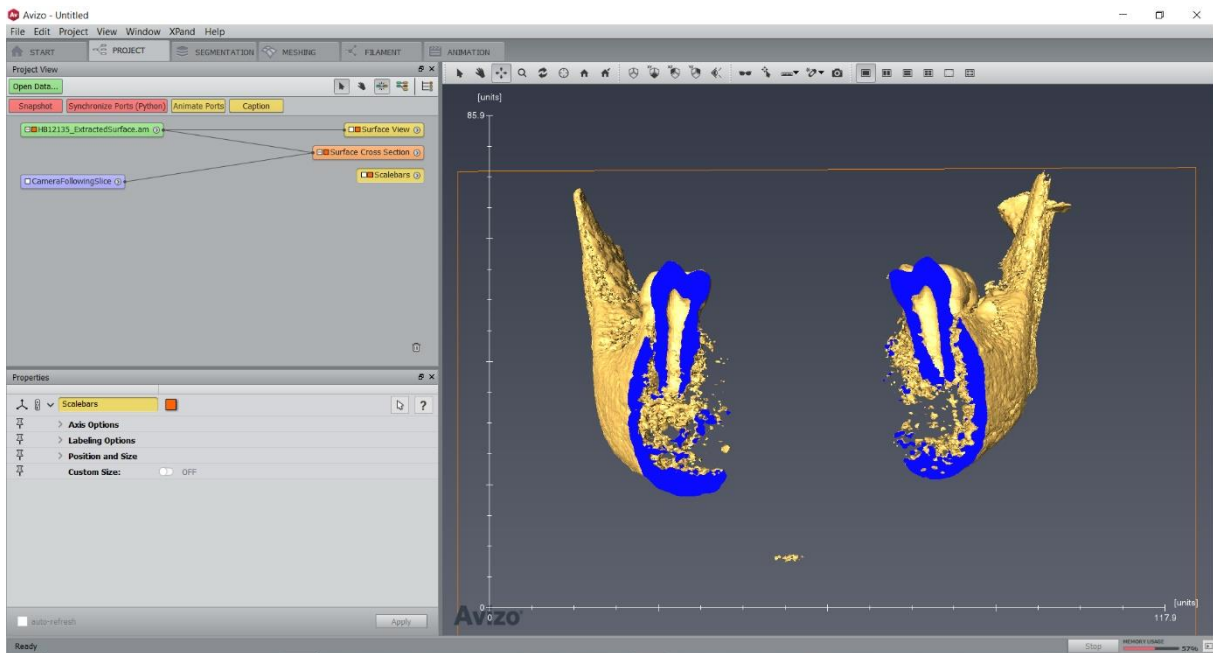 Avizo - Untitled
File Edit Project View Window XPand Help
START PROJECT SEGMENTATION MESHING FILAMENT ANIMATION
Project View
Open Data...
Snapshot Synchronize Ports (Python) Animate Ports Caption
HB12135_ExtractedSurface.am Surface View
Surface Cross Section
CameraFollowingSlice Scalebars
Properties
Scalebars ?
Axis Options
Labeling Options
Position and Size
Custom Size: OFF
auto-refresh Apply
Ready
[units]
85.9
0
[units]
0
117.9
Avizo
Stop MEMORY USAGE 57%